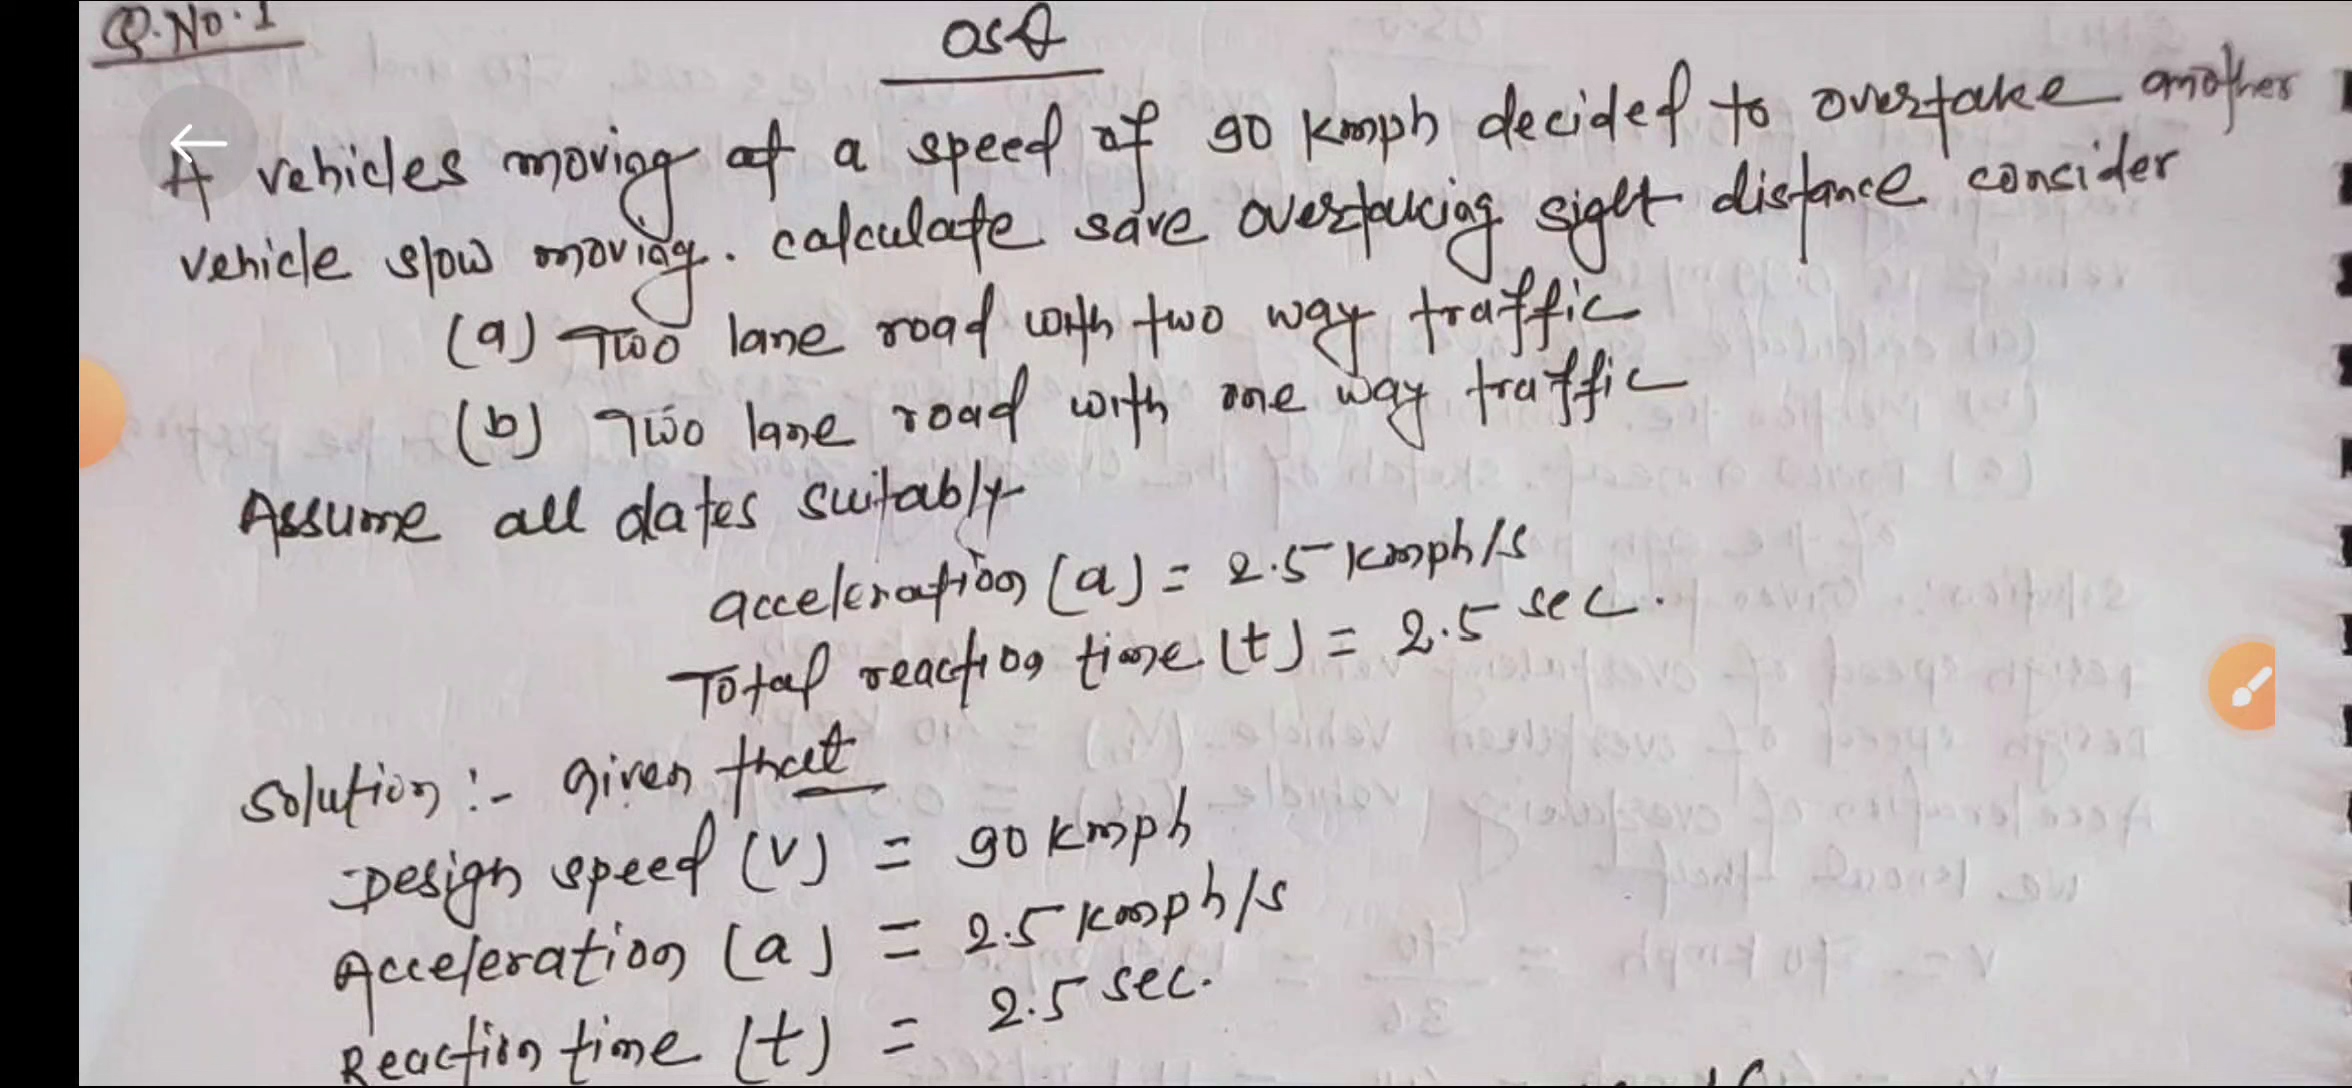 Q.No.1
OSD
A vehicles moving at a speed of 90 kmph decided to overtake another
vehicle slow moving. calculate save overtaking sight distance consider
(a) Two lane road with two way traffic
(b) Two lane road with one way traffic
Assume all dates suitably
acceleration (a) = 2.5 kmph/s
Total reaction time (t) = 2.5 sec.
Solution :- given that
Design speed (V) = 90 kmph
Acceleration (a) = 2.5 kmph/s
Reaction time (t) = 2.5 sec.